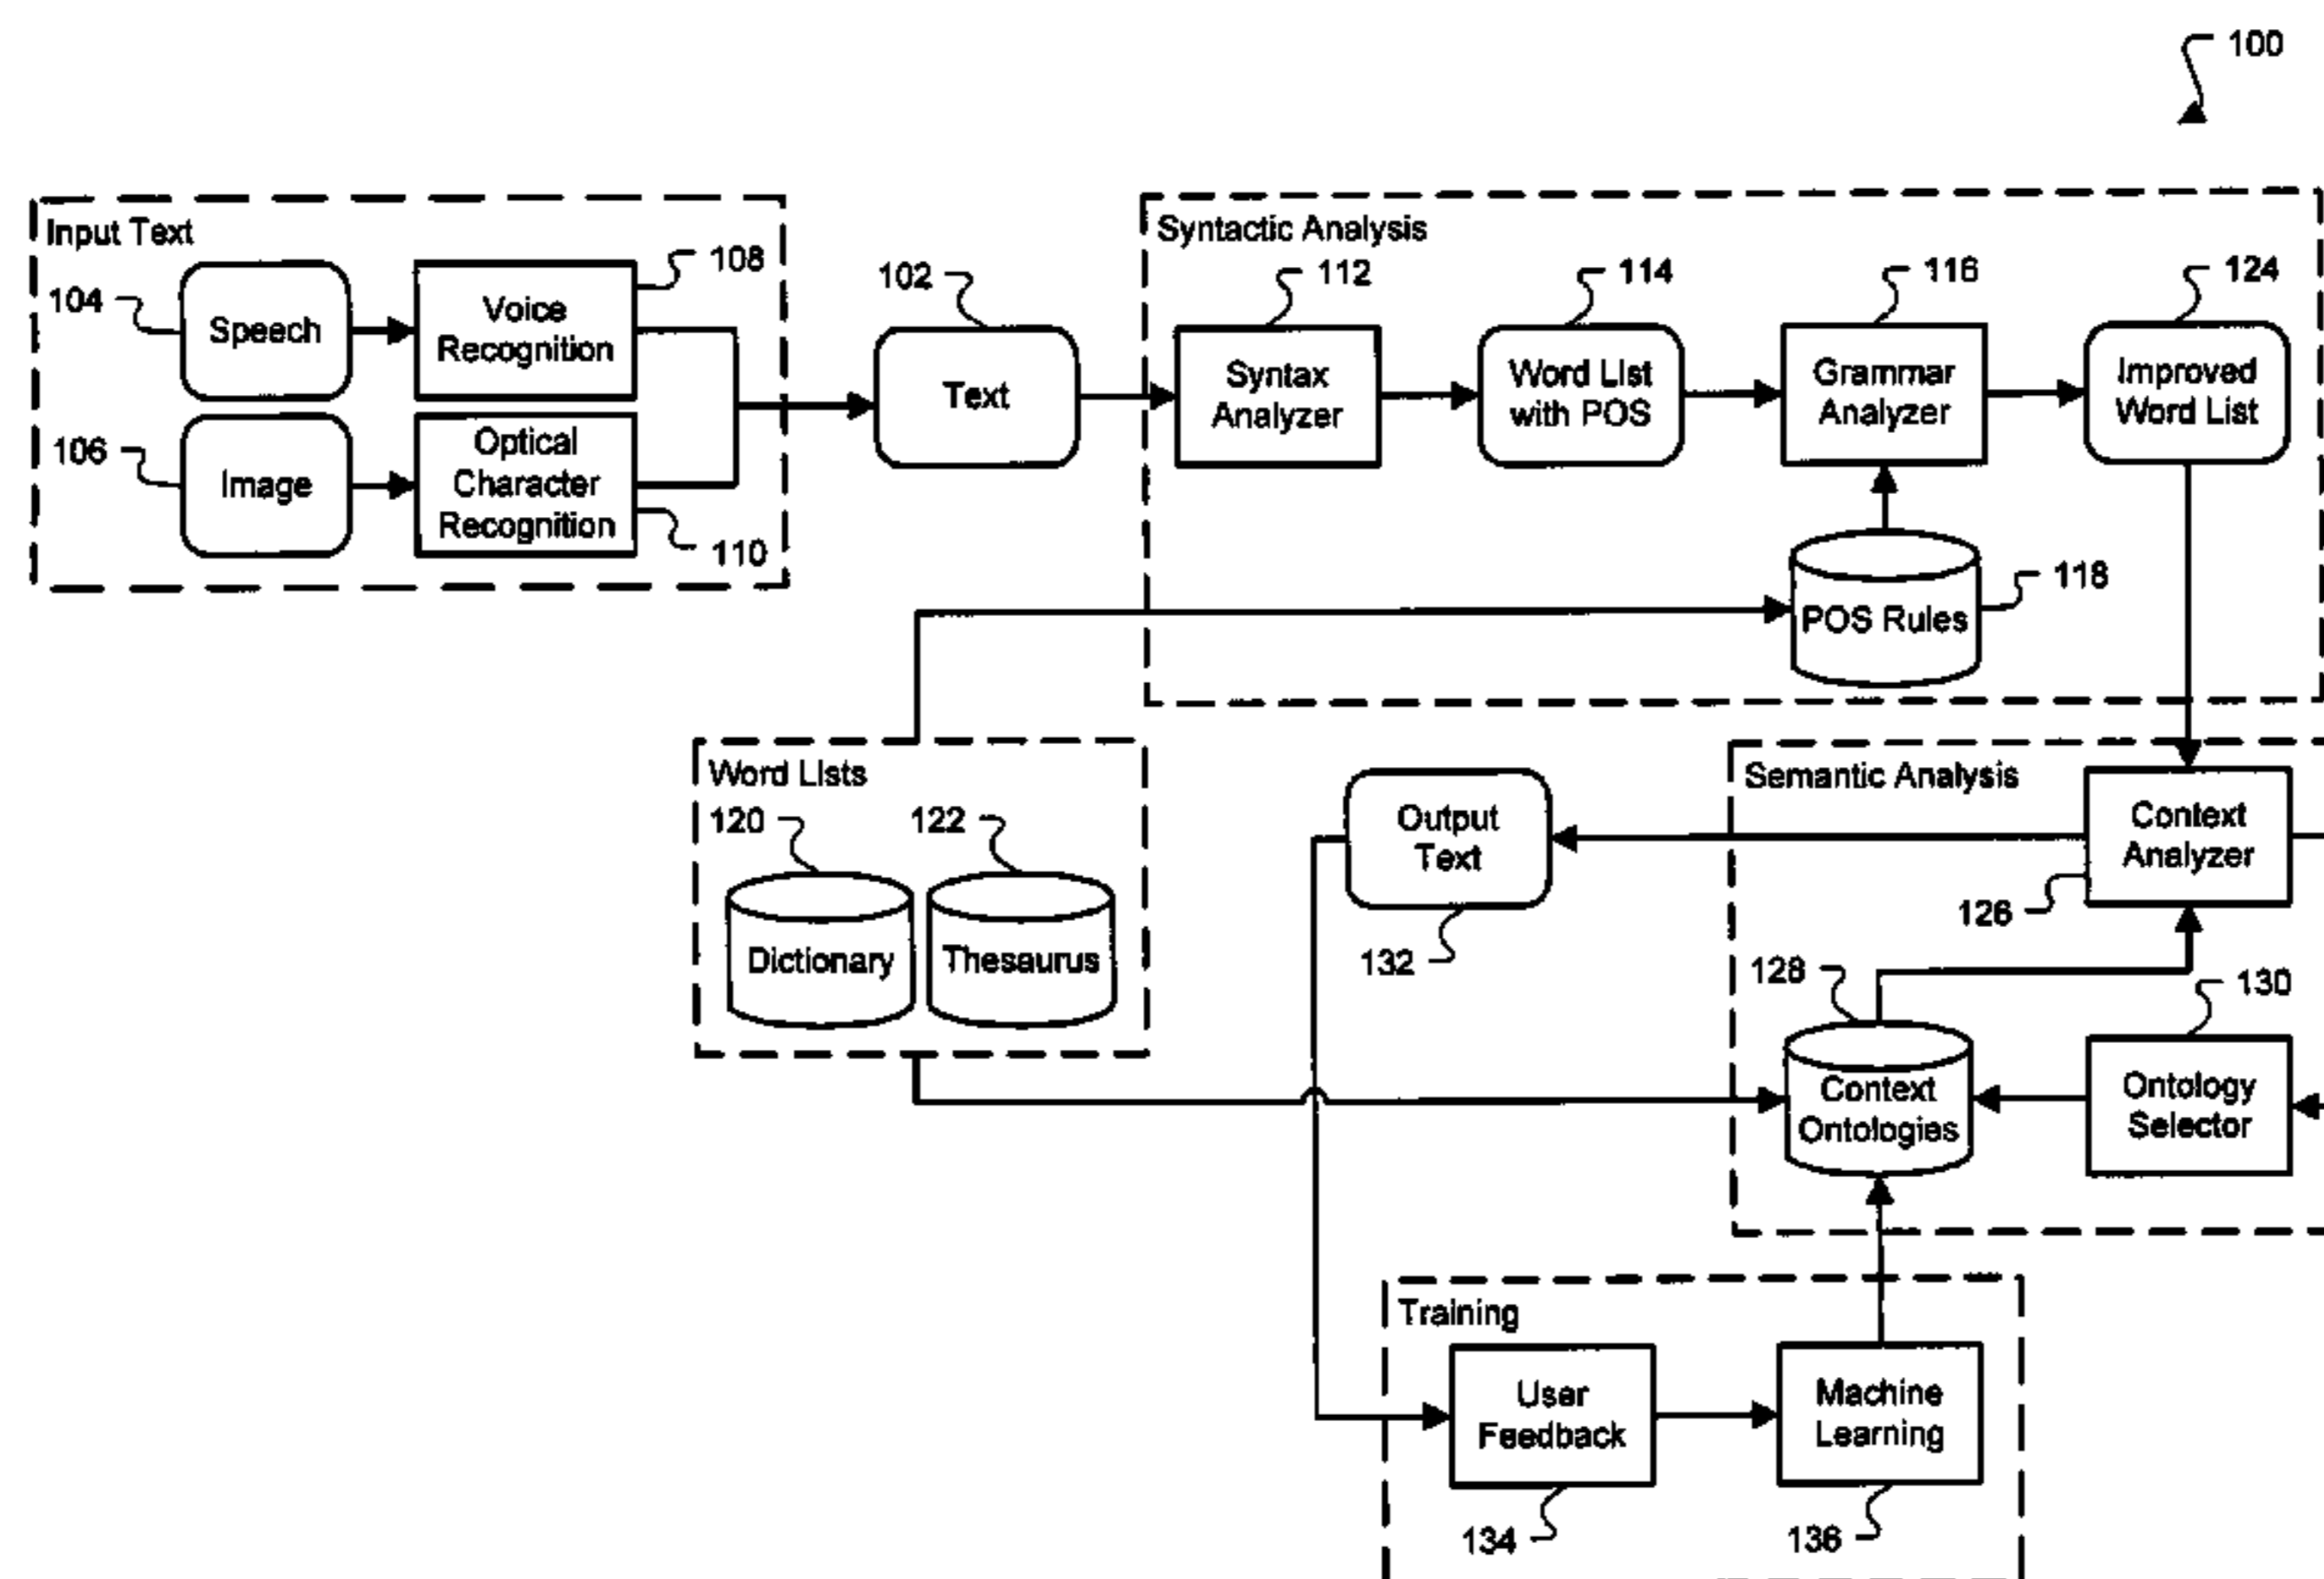 100
Input Text
104
Speech
Voice
Recognition
108
106
Image
Optical
Character
Recognition
110
102
Text
Syntactic Analysis
112
Syntax
Analyzer
114
Word List
with POS
116
Grammar
Analyzer
124
Improved
Word List
POS Rules
118
Word Lists
120
Dictionary
122
Thesaurus
Output
Text
132
Semantic Analysis
Context
Analyzer
126
128
Context
Ontologies
130
Ontology
Selector
Training
User
Feedback
134
Machine
Learning
136